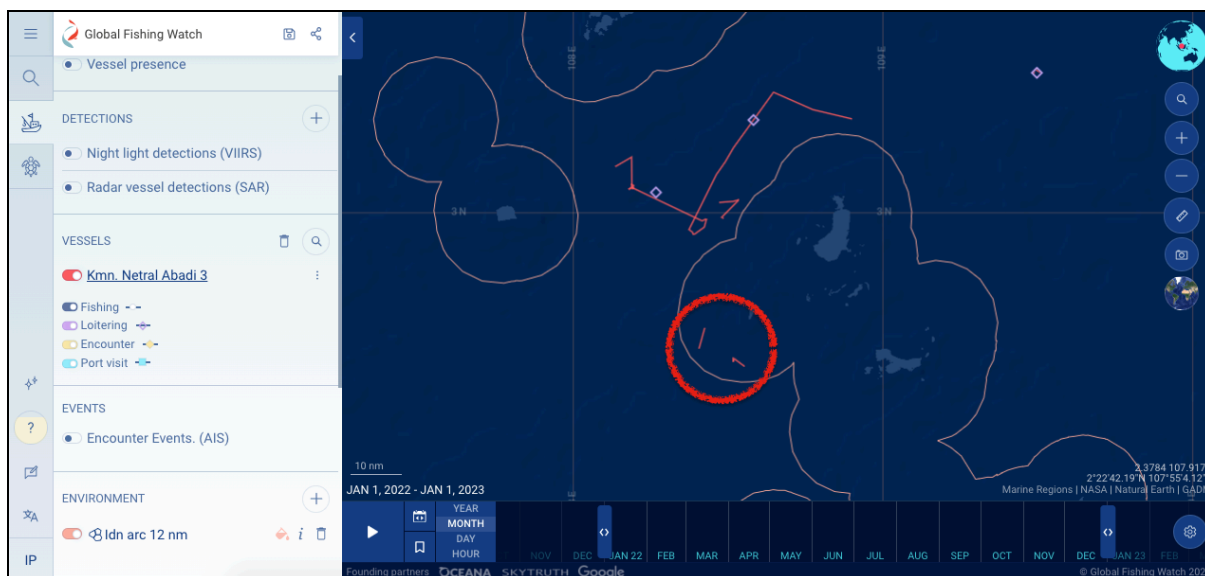 Global Fishing Watch
Vessel presence
DETECTIONS
Night light detections (VIIRS)
Radar vessel detections (SAR)
VESSELS
Kmn. Netral Abadi 3
Fishing
Loitering
Encounter
Port visit
EVENTS
?
Encounter Events. (AIS)
ENVIRONMENT
Idn arc 12 nm
IP
108 E
109 E
3 N
3 N
10 nm
JAN 1, 2022 - JAN 1, 2023
2.3784 107.917
2°22'42.19"N 107°55'4.12"
Marine Regions | NASA | Natural Earth | GADM
YEAR
MONTH
DAY
HOUR
NOV DEC JAN 22 FEB MAR APR MAY JUN JUL AUG SEP OCT NOV DEC JAN 23 FEB
Founding partners OCEANA SKYTRUTH Google
© Global Fishing Watch 202